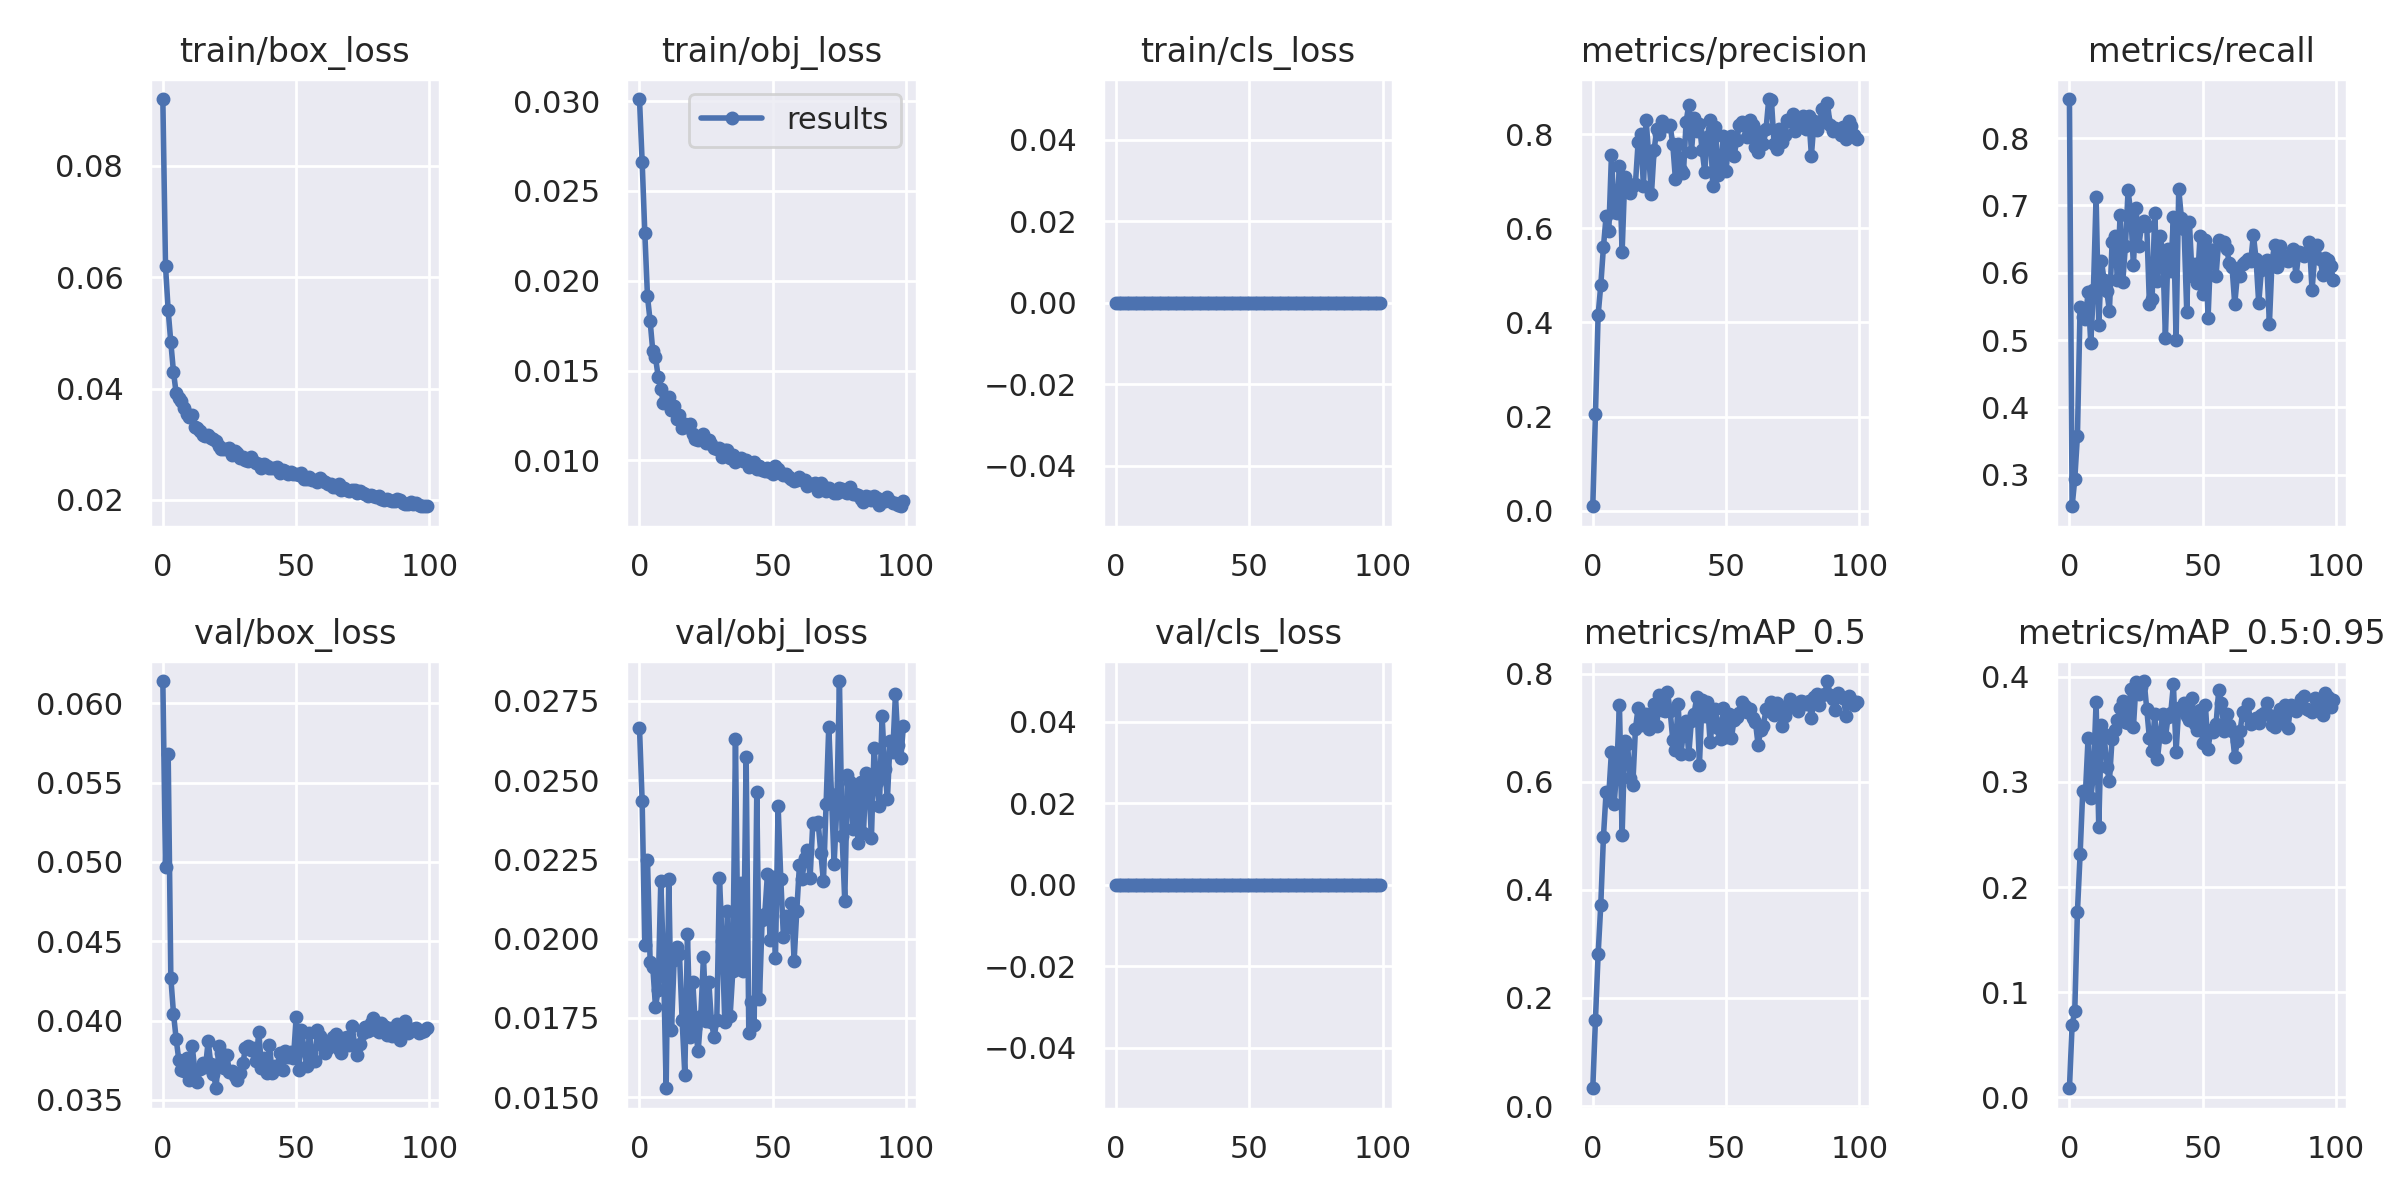 train/box_loss
0.08
0.06
0.04
0.02
0 50 100
train/obj_loss
results
0.030
0.025
0.020
0.015
0.010
0 50 100
train/cls_loss
0.04
0.02
0.00
−0.02
−0.04
0 50 100
metrics/precision
0.8
0.6
0.4
0.2
0.0
0 50 100
metrics/recall
0.8
0.7
0.6
0.5
0.4
0.3
0 50 100
val/box_loss
0.060
0.055
0.050
0.045
0.040
0.035
0 50 100
val/obj_loss
0.0275
0.0250
0.0225
0.0200
0.0175
0.0150
0 50 100
val/cls_loss
0.04
0.02
0.00
−0.02
−0.04
0 50 100
metrics/mAP_0.5
0.8
0.6
0.4
0.2
0.0
0 50 100
metrics/mAP_0.5:0.95
0.4
0.3
0.2
0.1
0.0
0 50 100